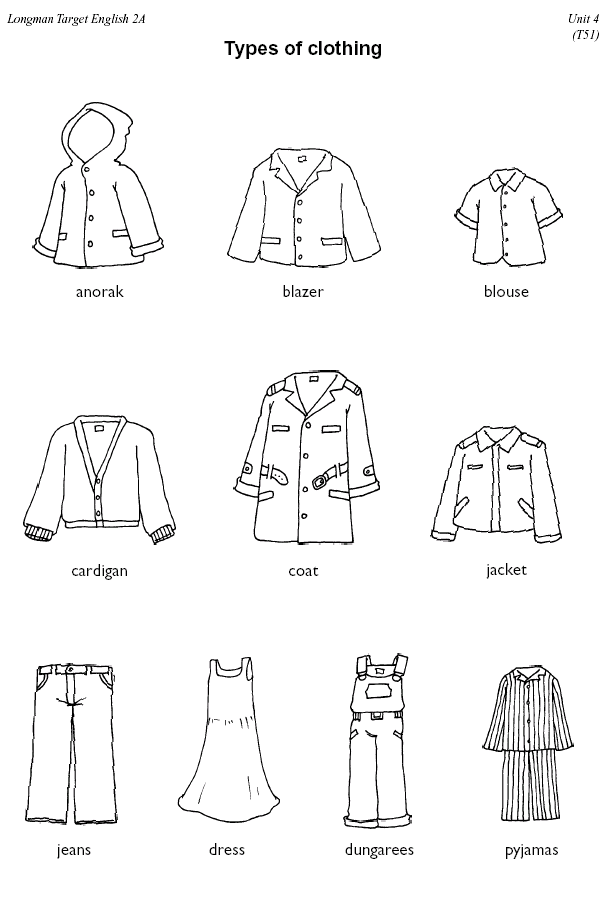 Longman Target English 2A
Unit 4
(T51)
Types of clothing
anorak
blazer
blouse
cardigan
coat
jacket
jeans
dress
dungarees
pyjamas